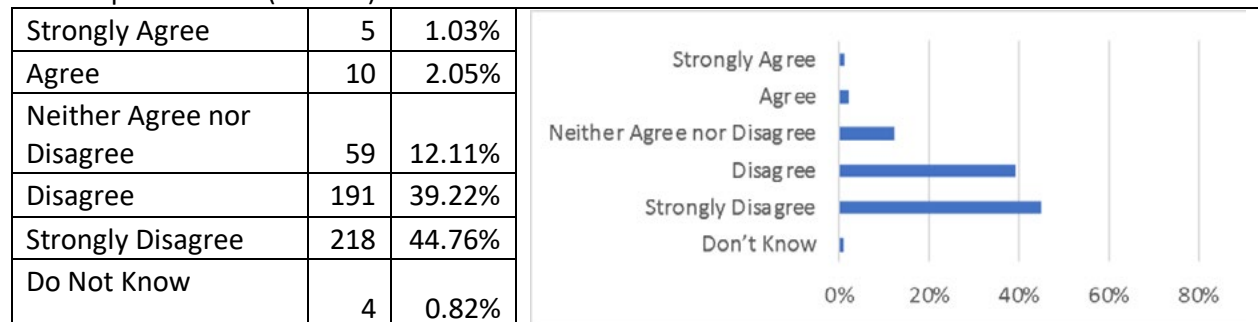 Strongly Agree 5 1.03%
Agree 10 2.05%
Neither Agree nor
Disagree 59 12.11%
Disagree 191 39.22%
Strongly Disagree 218 44.76%
Do Not Know
4 0.82%
Strongly Agree
Agree
Neither Agree nor Disagree
Disagree
Strongly Disagree
Don't Know
0% 20% 40% 60% 80%